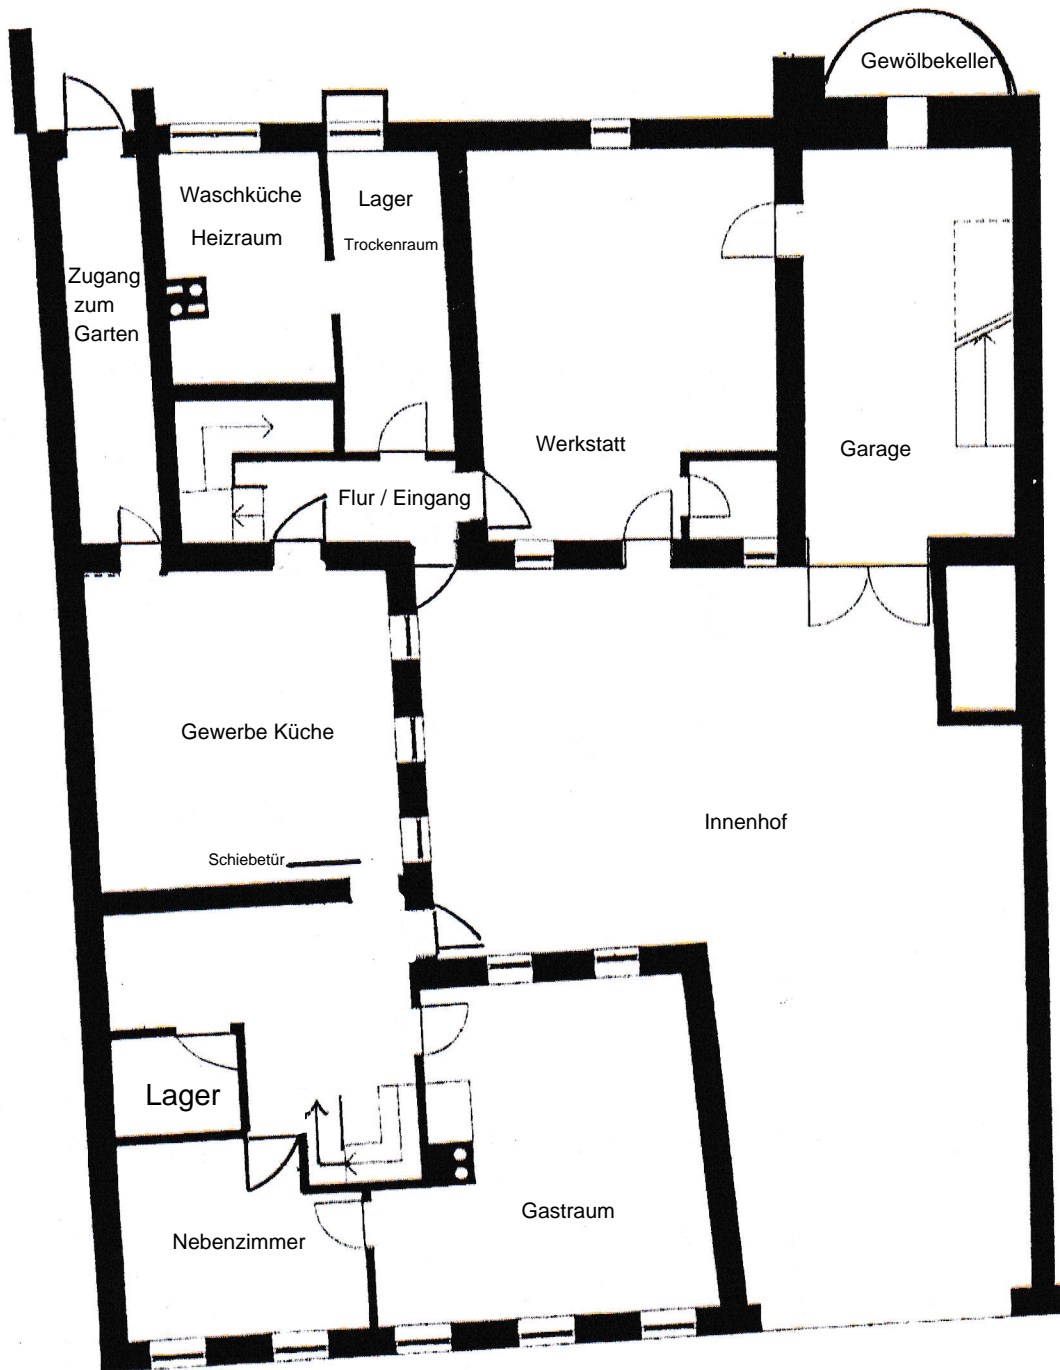 Gewölbekeller
Waschküche
Heizraum
Lager
Trockenraum
Zugang
zum
Garten
Werkstatt
Garage
Flur / Eingang
Gewerbe Küche
Innenhof
Schiebetür
Lager
Gastraum
Nebenzimmer